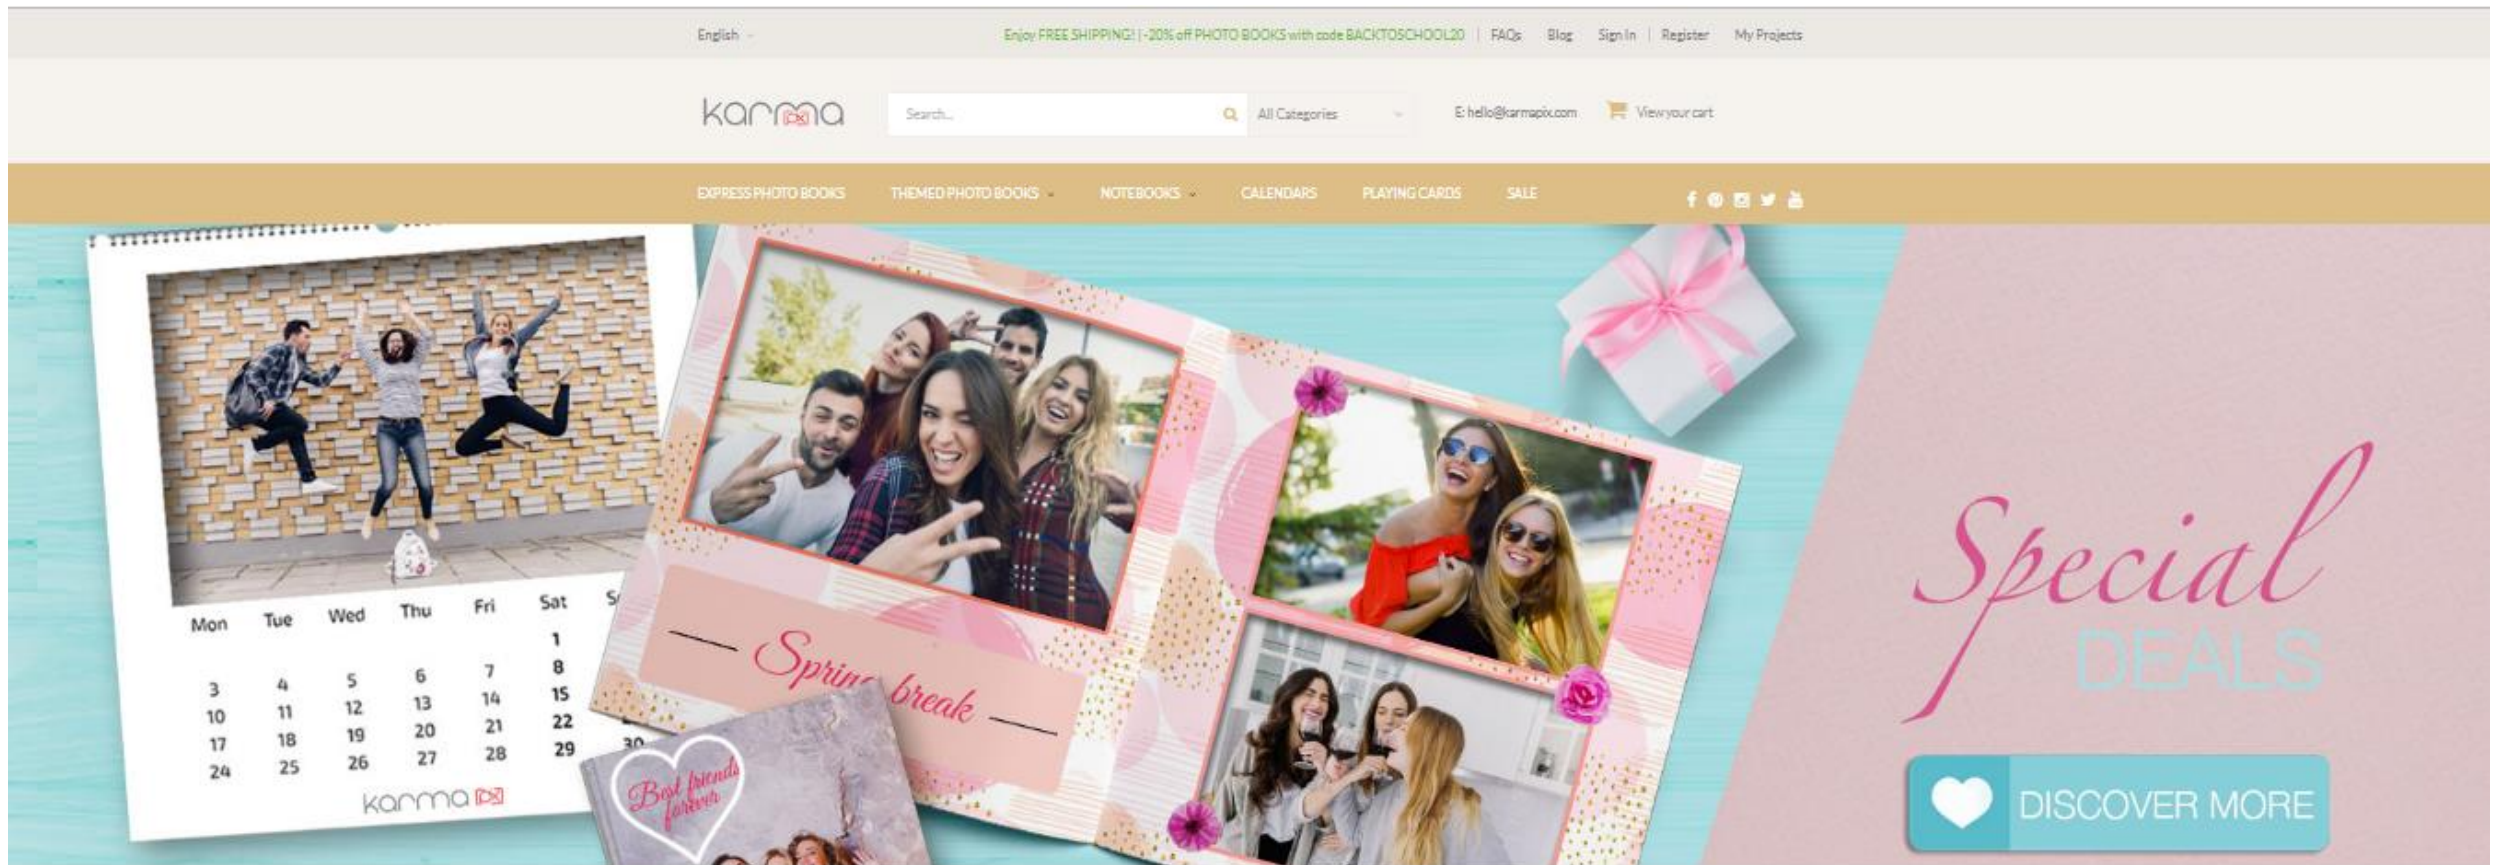 English
Enjoy FREE SHIPPING! | -20% off PHOTO BOOKS with code BACKTOSCHOOL20 | FAQs Blog Sign In | Register My Projects
karma pix
Search... All Categories E: hello@karmapix.com View your cart
EXPRESS PHOTO BOOKS THEMED PHOTO BOOKS NOTEBOOKS CALENDARS PLAYING CARDS SALE
Mon Tue Wed Thu Fri Sat
1
3 4 5 6 7 8
10 11 12 13 14 15
17 18 19 20 21 22
24 25 26 27 28 29 30
karma pix
Spring break
Best friends
forever
Special
DEALS
DISCOVER MORE